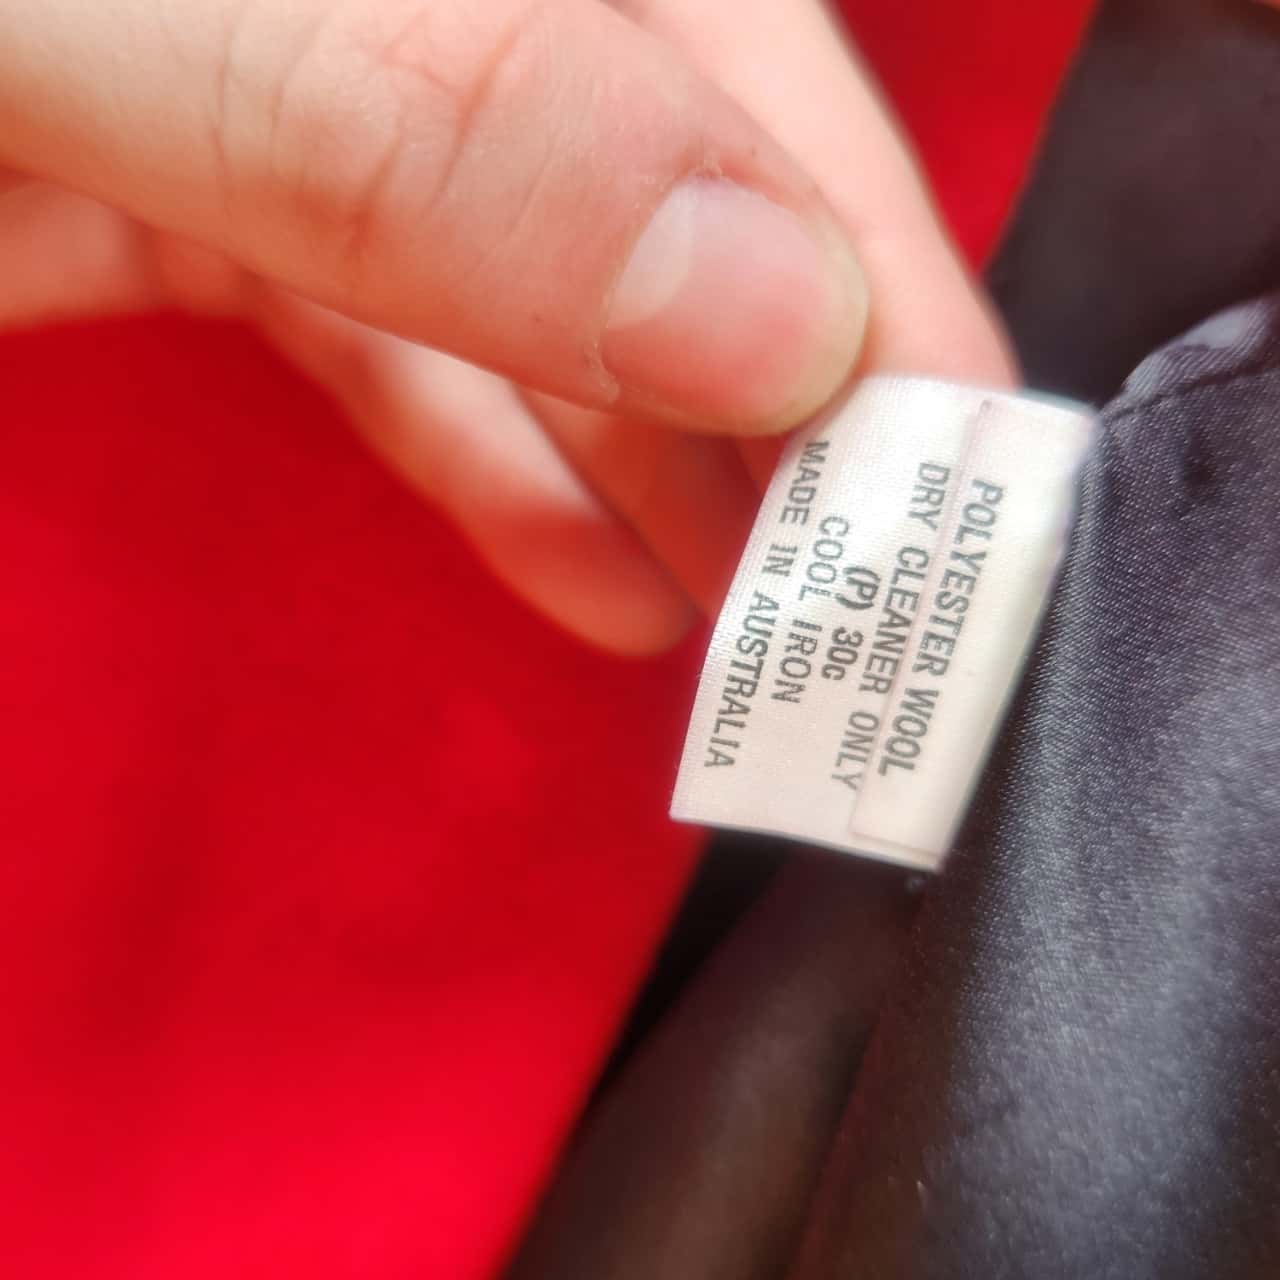 POLYESTER WOOL
DRY CLEANER ONLY
(P) 30c
COOL IRON
MADE IN AUSTRALIA